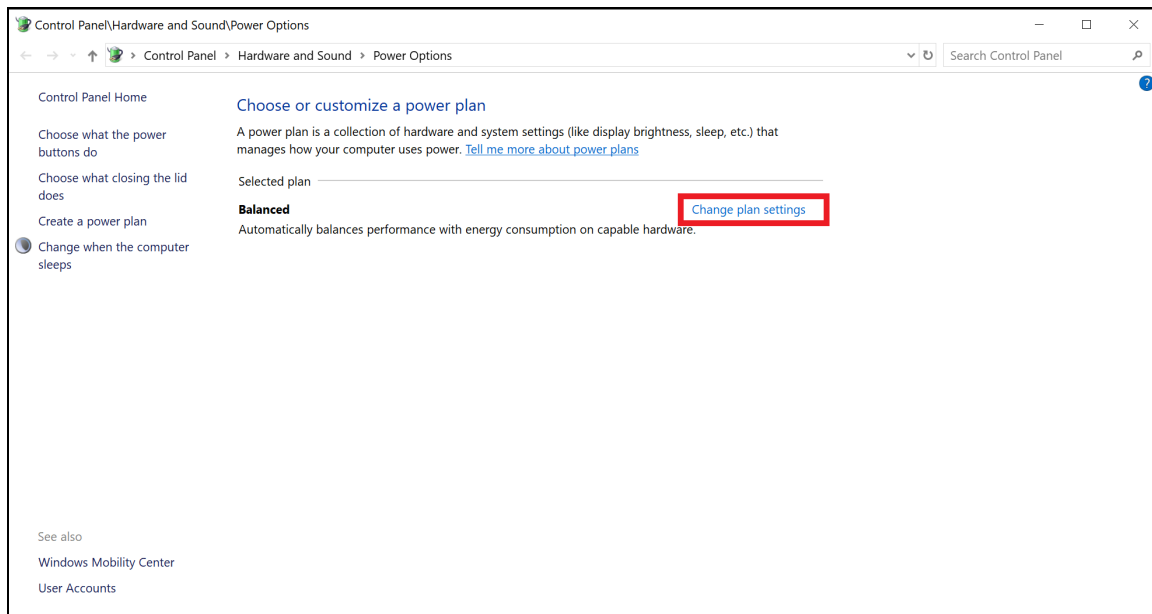 Control Panel\Hardware and Sound\Power Options
Control Panel > Hardware and Sound > Power Options
Search Control Panel
?
Control Panel Home
Choose what the power
buttons do
Choose what closing the lid
does
Create a power plan
Change when the computer
sleeps
Choose or customize a power plan
A power plan is a collection of hardware and system settings (like display brightness, sleep, etc.) that
manages how your computer uses power. Tell me more about power plans
Selected plan
Balanced
Change plan settings
Automatically balances performance with energy consumption on capable hardware.
See also
Windows Mobility Center
User Accounts